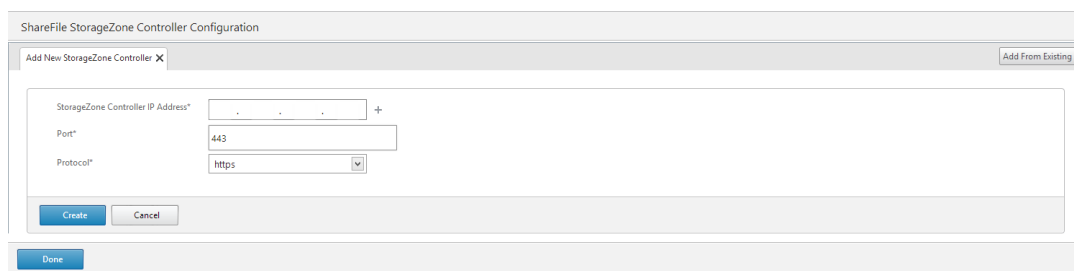 ShareFile StorageZone Controller Configuration
Add New StorageZone Controller X
Add From Existing
StorageZone Controller IP Address*
. . . +
Port*
443
Protocol*
https
Create Cancel
Done